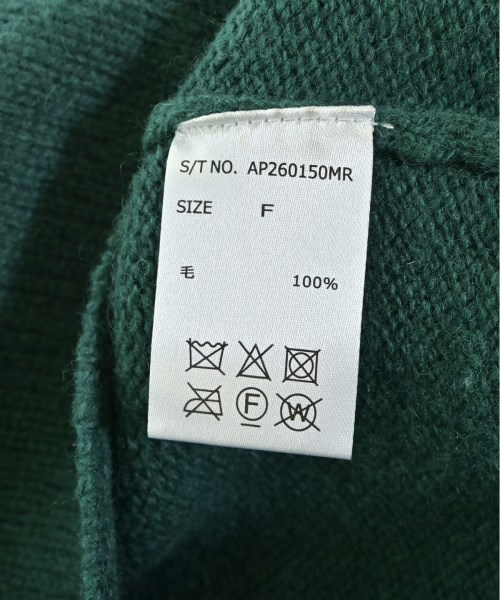 S/T NO. AP260150MR
SIZE F
毛 100%
F
W